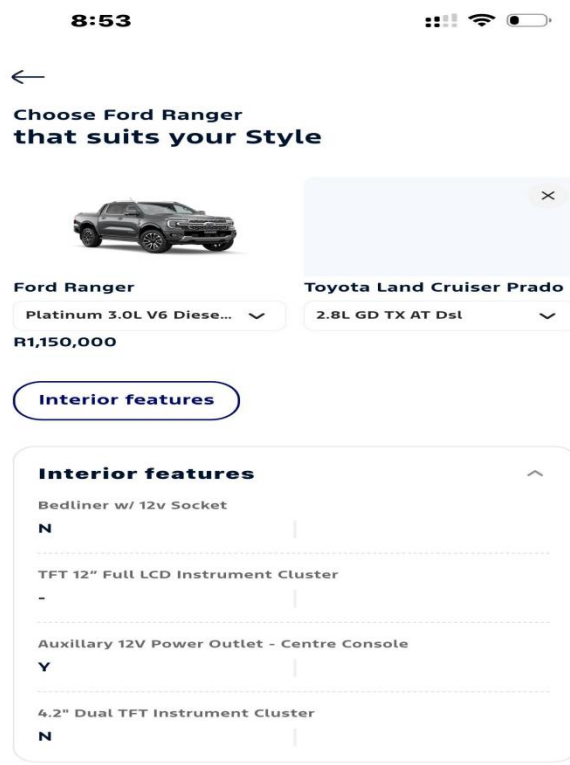 8:53
Choose Ford Ranger
that suits your Style
Ford Ranger
Toyota Land Cruiser Prado
Platinum 3.0L V6 Diese...
2.8L GD TX AT Dsl
R1,150,000
Interior features
Interior features
Bedliner w/ 12v Socket
N
TFT 12” Full LCD Instrument Cluster
-
Auxillary 12V Power Outlet - Centre Console
Y
4.2" Dual TFT Instrument Cluster
N